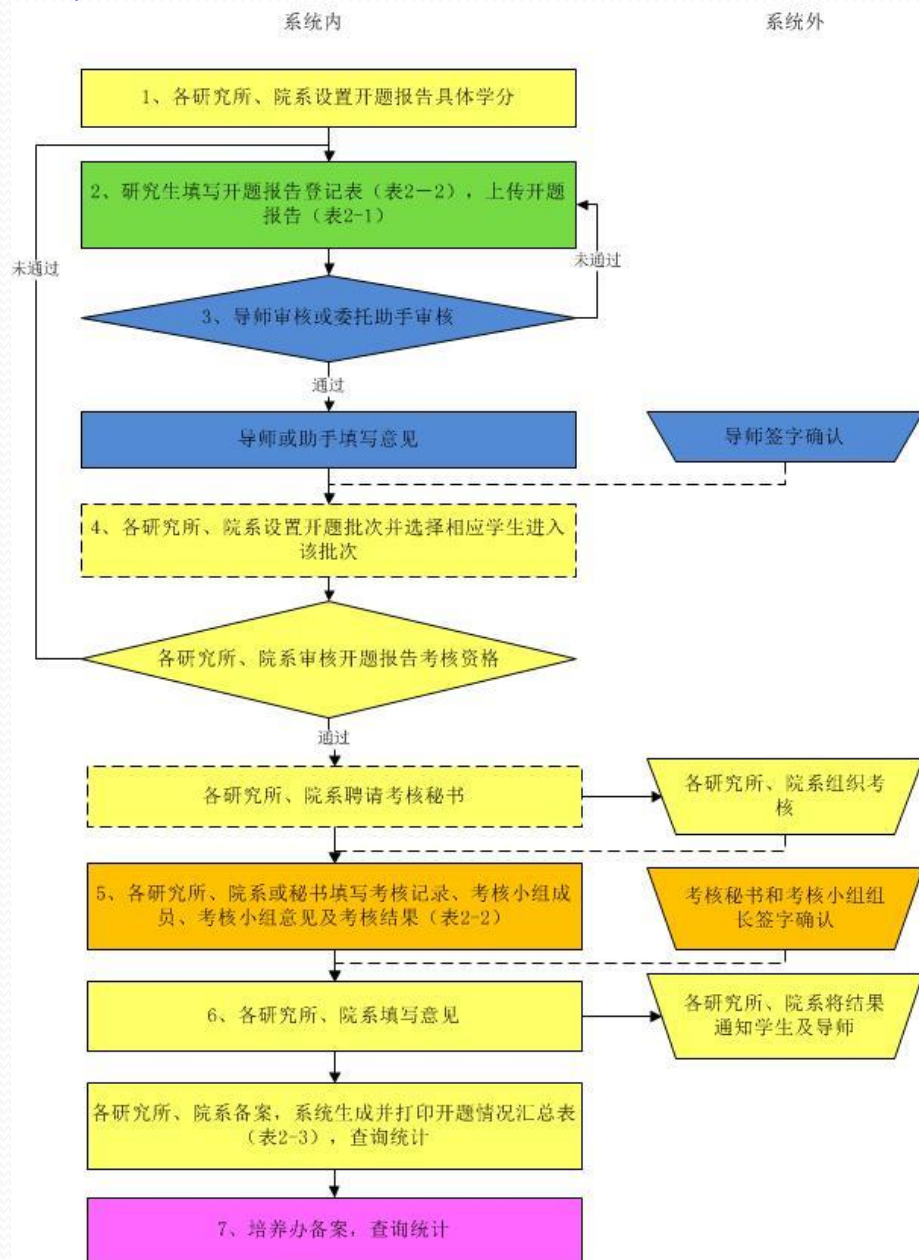 系统内
系统外
1、各研究所、院系设置开题报告具体学分
2、研究生填写开题报告登记表（表2－2），上传开题
报告（表2-1）
未通过
未通过
3、导师审核或委托助手审核
通过
导师或助手填写意见
导师签字确认
4、各研究所、院系设置开题批次并选择相应学生进入
该批次
各研究所、院系审核开题报告考核资格
通过
各研究所、院系聘请考核秘书
各研究所、院系组织考
核
5、各研究所、院系或秘书填写考核记录、考核小组成
员、考核小组意见及考核结果（表2-2）
考核秘书和考核小组组
长签字确认
6、各研究所、院系填写意见
各研究所、院系将结果
通知学生及导师
各研究所、院系备案，系统生成并打印开题情况汇总表
（表2-3），查询统计
7、培养办备案，查询统计